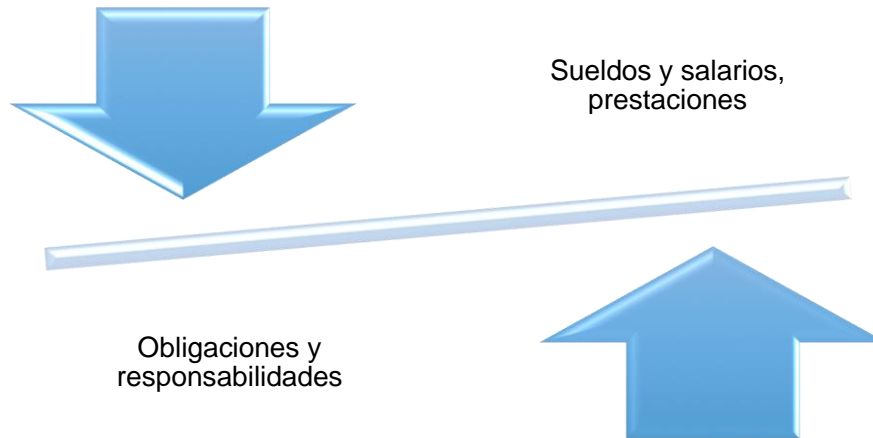 Sueldos y salarios,
prestaciones
Obligaciones y
responsabilidades